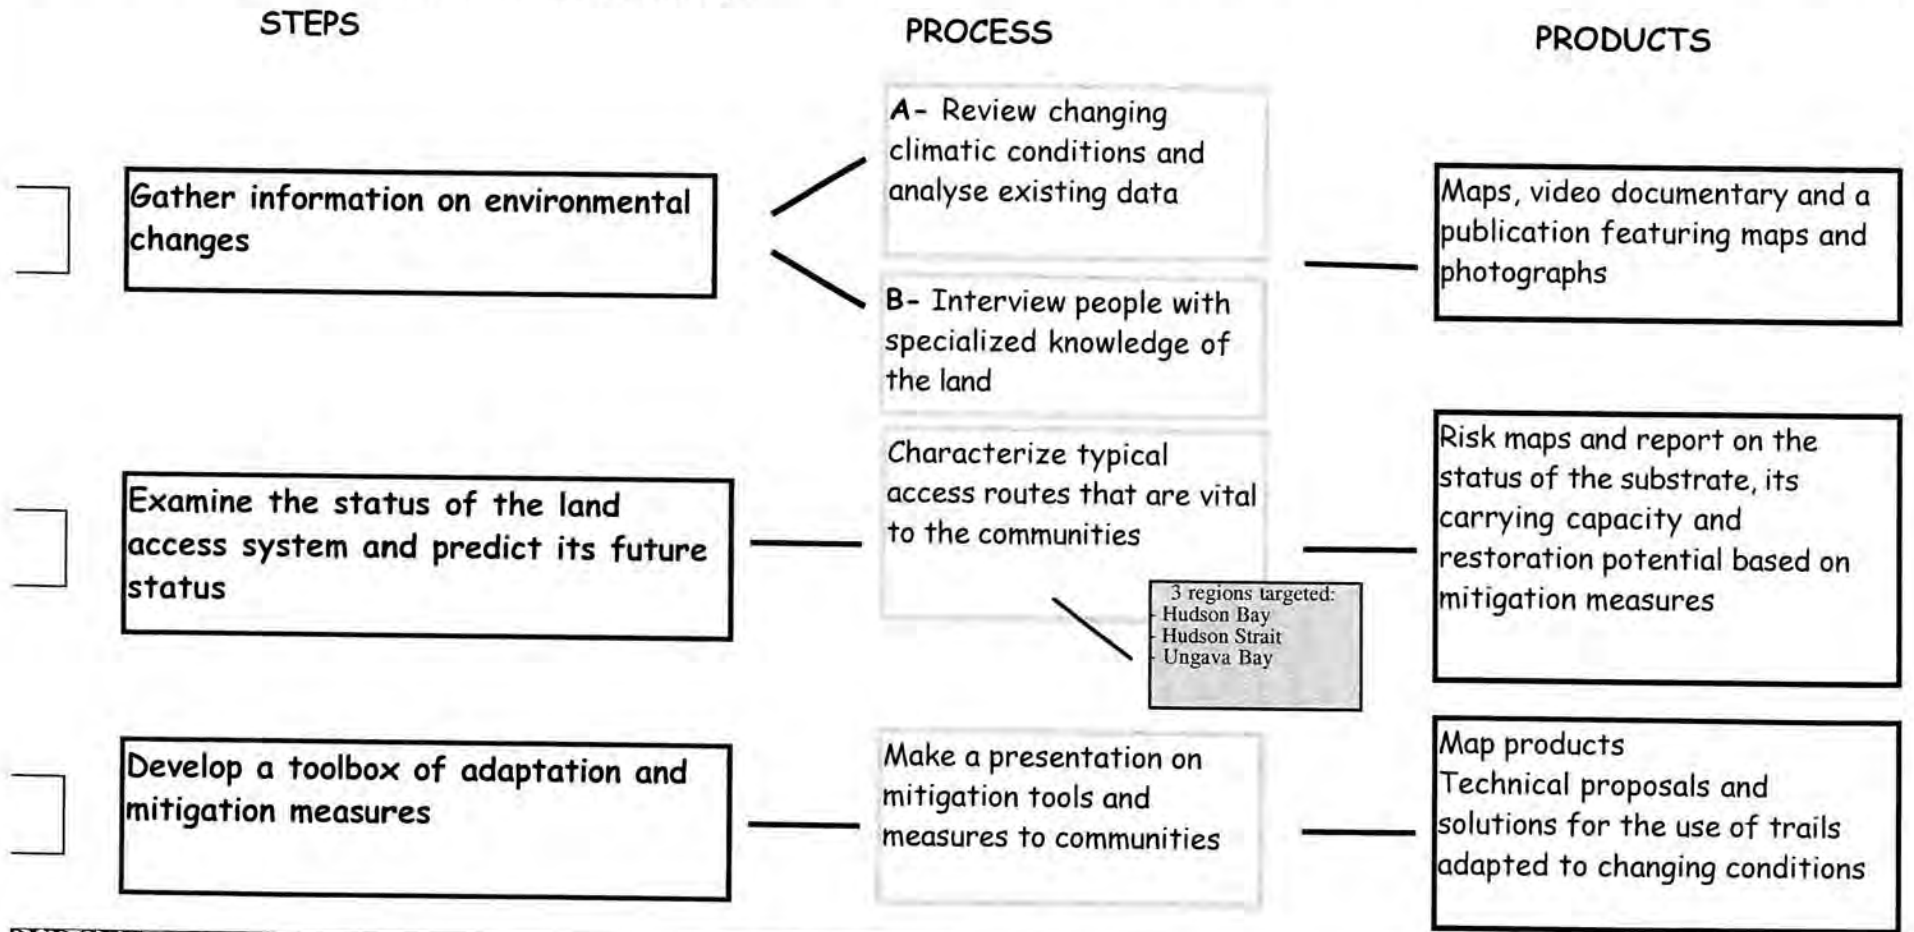 STEPS
PROCESS
PRODUCTS
Gather information on environmental
changes
A- Review changing
climatic conditions and
analyse existing data
B- Interview people with
specialized knowledge of
the land
Maps, video documentary and a
publication featuring maps and
photographs
Examine the status of the land
access system and predict its future
status
Characterize typical
access routes that are vital
to the communities
3 regions targeted:
- Hudson Bay
- Hudson Strait
- Ungava Bay
Risk maps and report on the
status of the substrate, its
carrying capacity and
restoration potential based on
mitigation measures
Develop a toolbox of adaptation and
mitigation measures
Make a presentation on
mitigation tools and
measures to communities
Map products
Technical proposals and
solutions for the use of trails
adapted to changing conditions